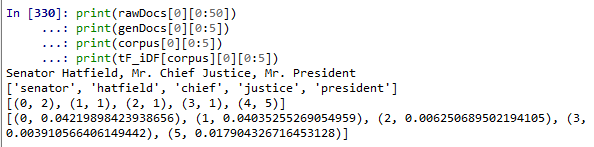 In [330]: print(rawDocs[0][0:50])
...: print(genDocs[0][0:5])
...: print(corpus[0][0:5])
...: print(tF_iDF[corpus][0][0:5])
Senator Hatfield, Mr. Chief Justice, Mr. President
['senator', 'hatfield', 'chief', 'justice', 'president']
[(0, 2), (1, 1), (2, 1), (3, 1), (4, 5)]
[(0, 0.04219898423938656), (1, 0.04035255269054959), (2, 0.006250689502194105), (3,
0.003910566406149442), (5, 0.017904326716453128)]